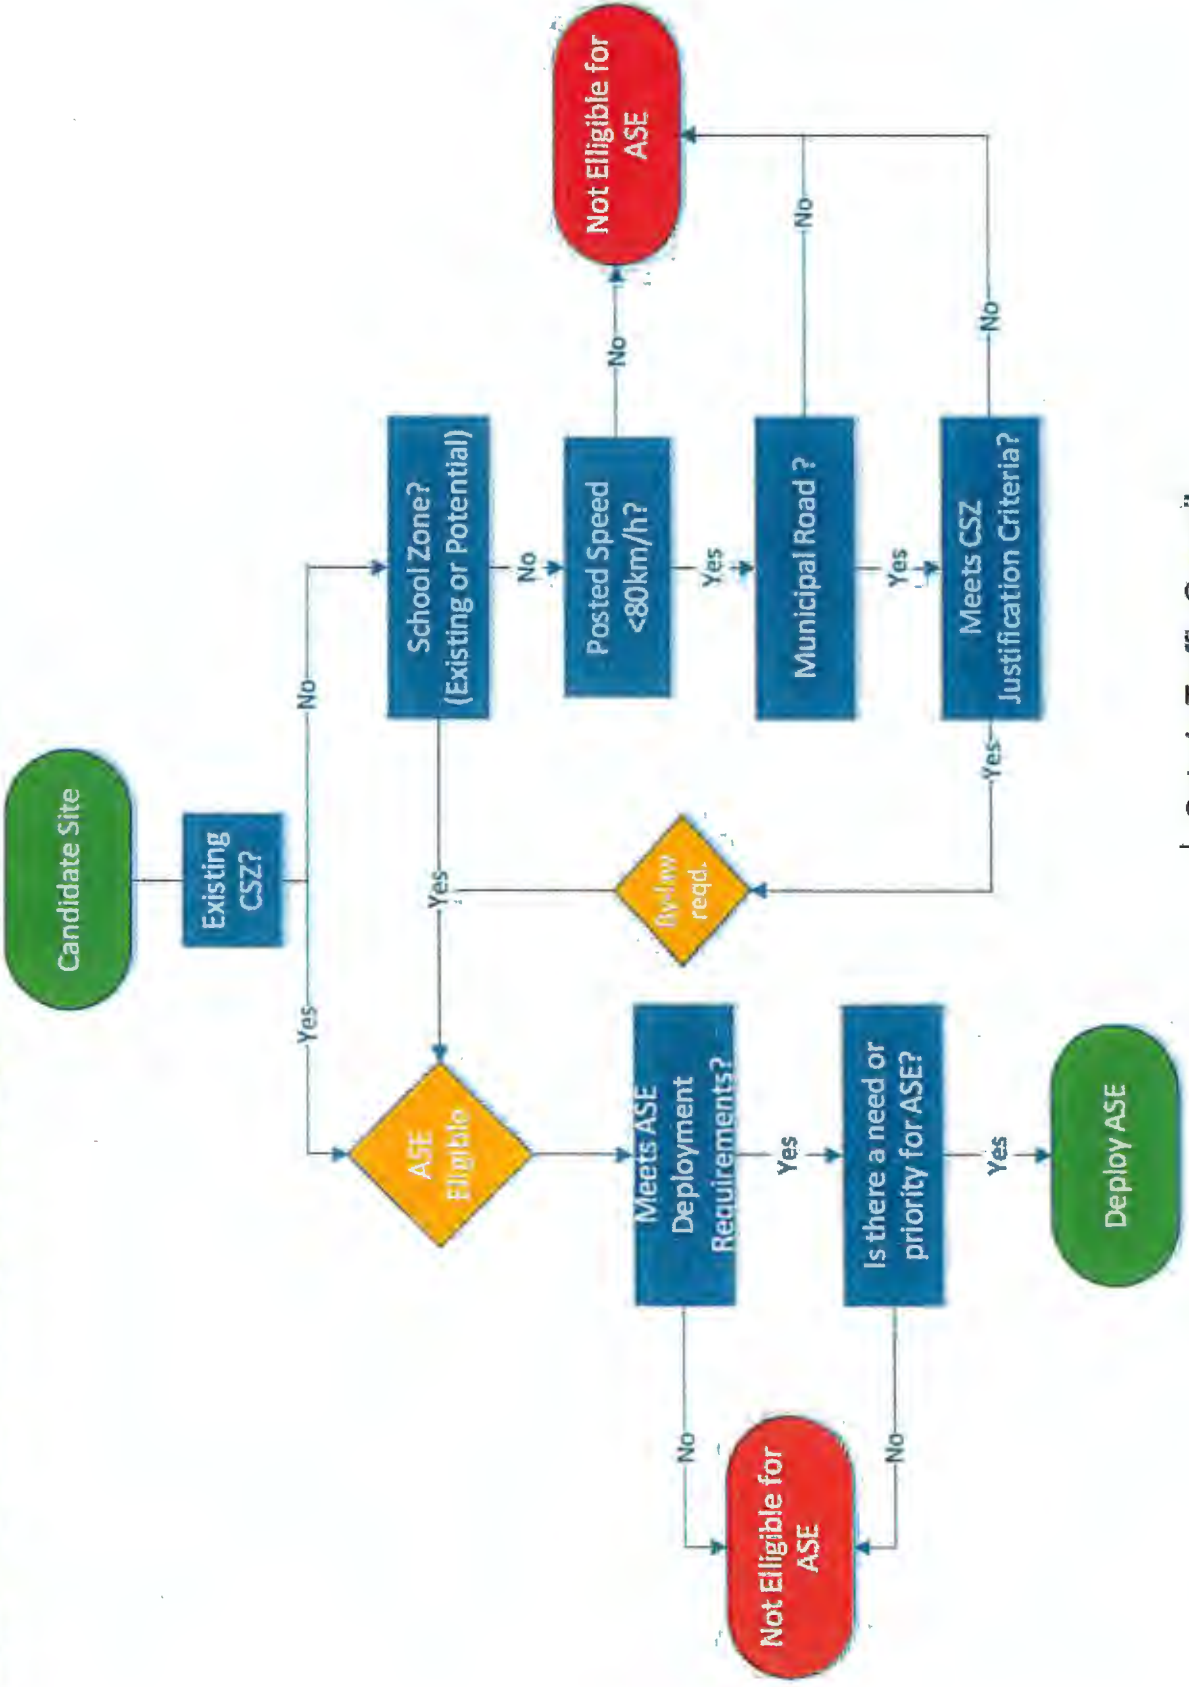 Candidate Site
Existing
CSZ?
Yes
No
ASE
Eligible
Yes
School Zone?
(Existing or Potential)
No
Posted Speed
<80km/h?
No
Not Elligible for
ASE
Yes
Municipal Road ?
No
Yes
Meets CSZ
Justification Criteria?
No
Yes
By-law
reqd.
Meets ASE
Deployment
Requirements?
No
Yes
Is there a need or
priority for ASE?
No
Not Elligible for
ASE
Yes
Deploy ASE